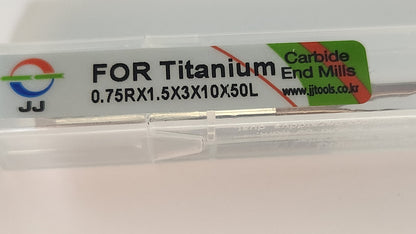 JJ
FOR Titanium
0.75RX1.5X3X10X50L
Carbide
End Mills
www.jjtools.co.kr